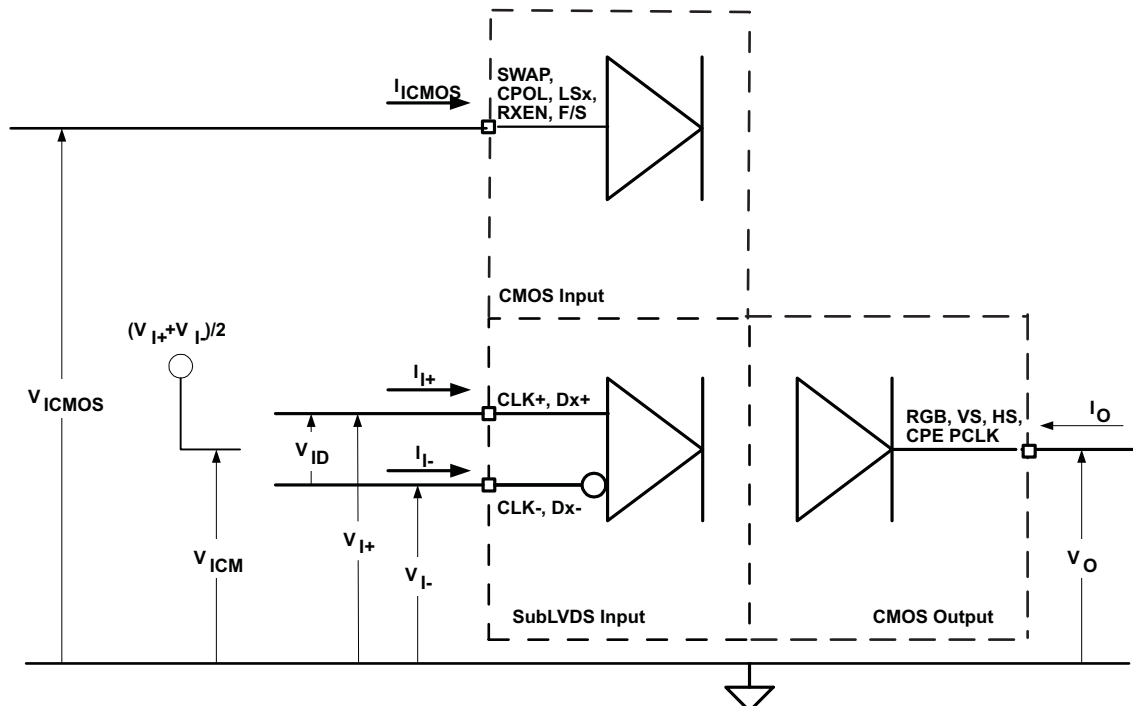 I ICMOS
SWAP,
CPOL, LSx,
RXEN, F/S
CMOS Input
(V I+ +V I- )/2
V ICMOS
I I+
CLK+, Dx+
RGB, VS, HS,
CPE PCLK
I O
V ID
I I-
CLK-, Dx-
V I+
V ICM
V I-
V O
SubLVDS Input
CMOS Output